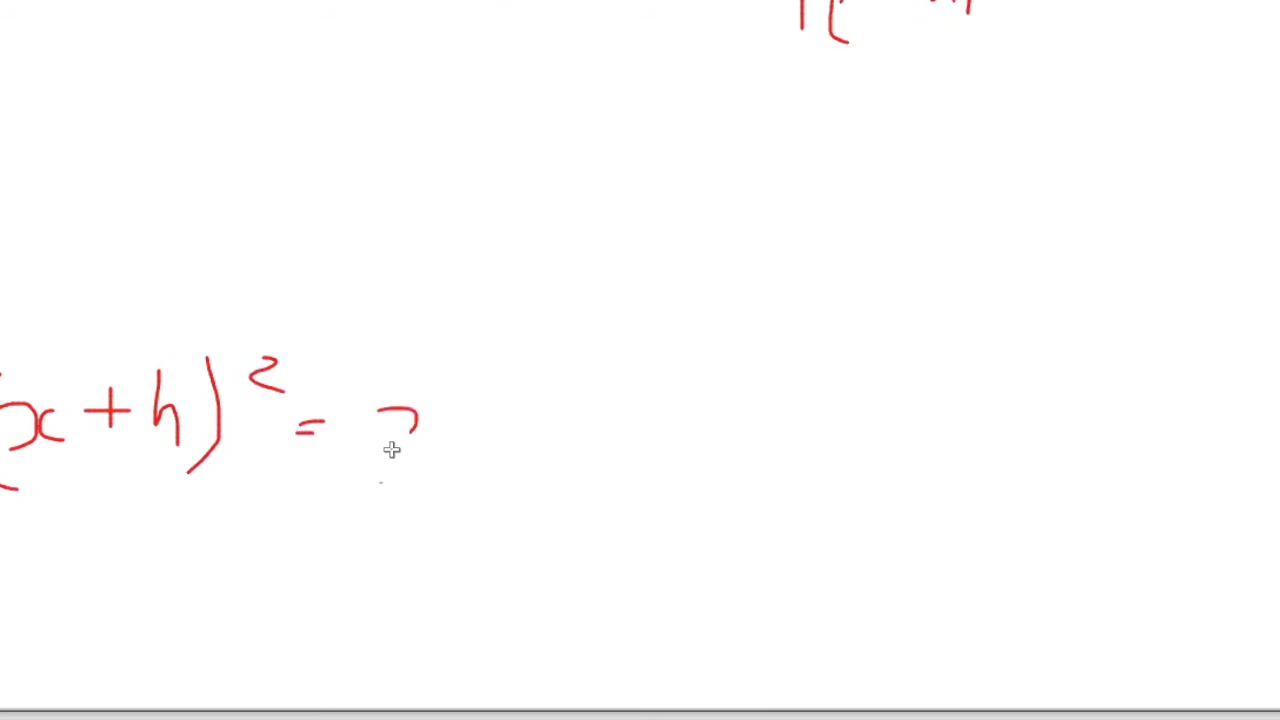 (x + h)² =